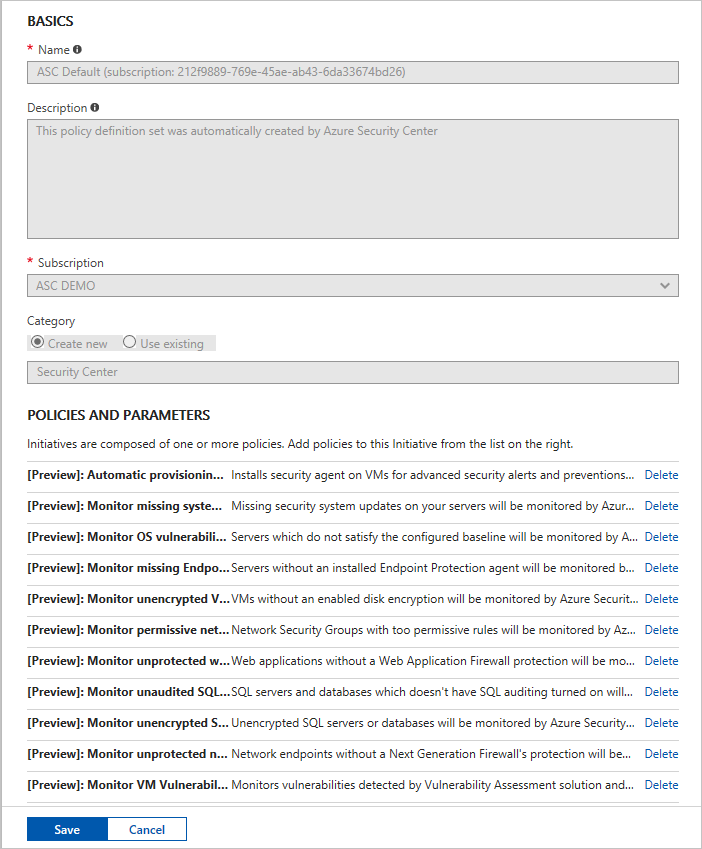 BASICS
* Name
ASC Default (subscription: 212f9889-769e-45ae-ab43-6da33674bd26)
Description
This policy definition set was automatically created by Azure Security Center
* Subscription
ASC DEMO
Category
Create new Use existing
Security Center
POLICIES AND PARAMETERS
Initiatives are composed of one or more policies. Add policies to this Initiative from the list on the right.
[Preview]: Automatic provisionin... Installs security agent on VMs for advanced security alerts and preventions... Delete
[Preview]: Monitor missing syste... Missing security system updates on your servers will be monitored by Azur... Delete
[Preview]: Monitor OS vulnerabili... Servers which do not satisfy the configured baseline will be monitored by A... Delete
[Preview]: Monitor missing Endpo... Servers without an installed Endpoint Protection agent will be monitored b... Delete
[Preview]: Monitor unencrypted V... VMs without an enabled disk encryption will be monitored by Azure Securit... Delete
[Preview]: Monitor permissive net... Network Security Groups with too permissive rules will be monitored by Az... Delete
[Preview]: Monitor unprotected w... Web applications without a Web Application Firewall protection will be mo... Delete
[Preview]: Monitor unaudited SQL... SQL servers and databases which doesn't have SQL auditing turned on will... Delete
[Preview]: Monitor unencrypted S... Unencrypted SQL servers or databases will be monitored by Azure Security... Delete
[Preview]: Monitor unprotected n... Network endpoints without a Next Generation Firewall's protection will be... Delete
[Preview]: Monitor VM Vulnerabil... Monitors vulnerabilities detected by Vulnerability Assessment solution and... Delete
Save Cancel